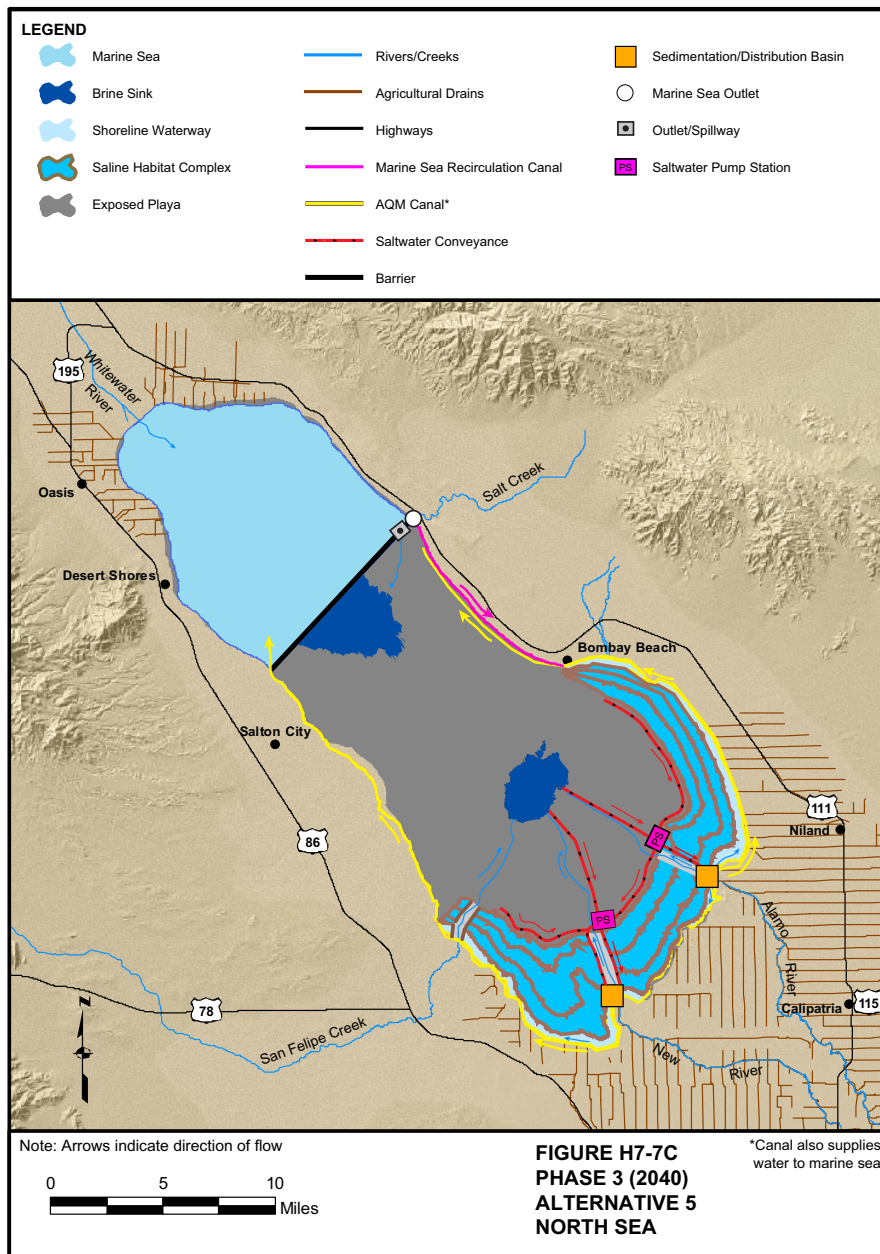 LEGEND
Marine Sea
Brine Sink
Shoreline Waterway
Saline Habitat Complex
Exposed Playa
Rivers/Creeks
Agricultural Drains
Highways
Marine Sea Recirculation Canal
AQM Canal*
Saltwater Conveyance
Barrier
Sedimentation/Distribution Basin
Marine Sea Outlet
Outlet/Spillway
PS Saltwater Pump Station
195
Whitewater
River
Oasis
Salt Creek
Desert Shores
Bombay Beach
Salton City
111
Niland
86
PS
PS
Alamo
River
Calipatria
115
78
San Felipe Creek
New
River
N
Note: Arrows indicate direction of flow
0 5 10
Miles
FIGURE H7-7C
PHASE 3 (2040)
ALTERNATIVE 5
NORTH SEA
*Canal also supplies
water to marine sea